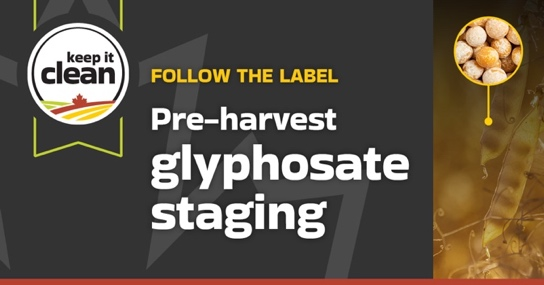 keep it
clean
FOLLOW THE LABEL
Pre-harvest
glyphosate
staging